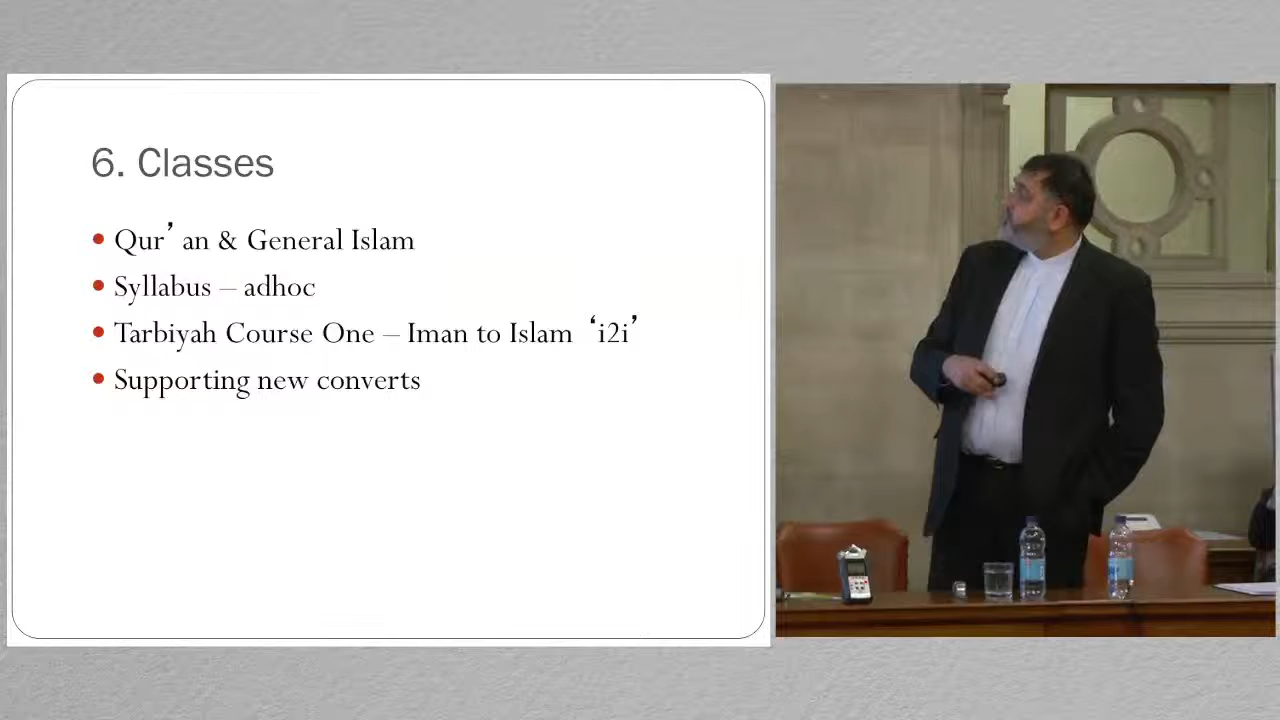 6. Classes
Qur’ an & General Islam
Syllabus – adhoc
Tarbiyah Course One – Iman to Islam ‘i2i’
Supporting new converts